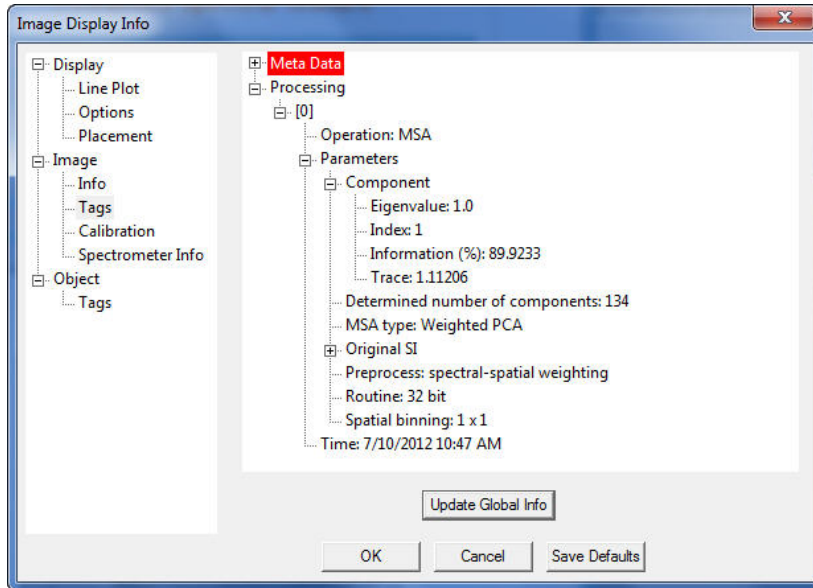 Image Display Info
Display
Line Plot
Options
Placement
Image
Info
Tags
Calibration
Spectrometer Info
Object
Tags
Meta Data
Processing
[0]
Operation: MSA
Parameters
Component
Eigenvalue: 1.0
Index: 1
Information (%): 89.9233
Trace: 1.11206
Determined number of components: 134
MSA type: Weighted PCA
Original SI
Preprocess: spectral-spatial weighting
Routine: 32 bit
Spatial binning: 1 x 1
Time: 7/10/2012 10:47 AM
Update Global Info
OK Cancel Save Defaults